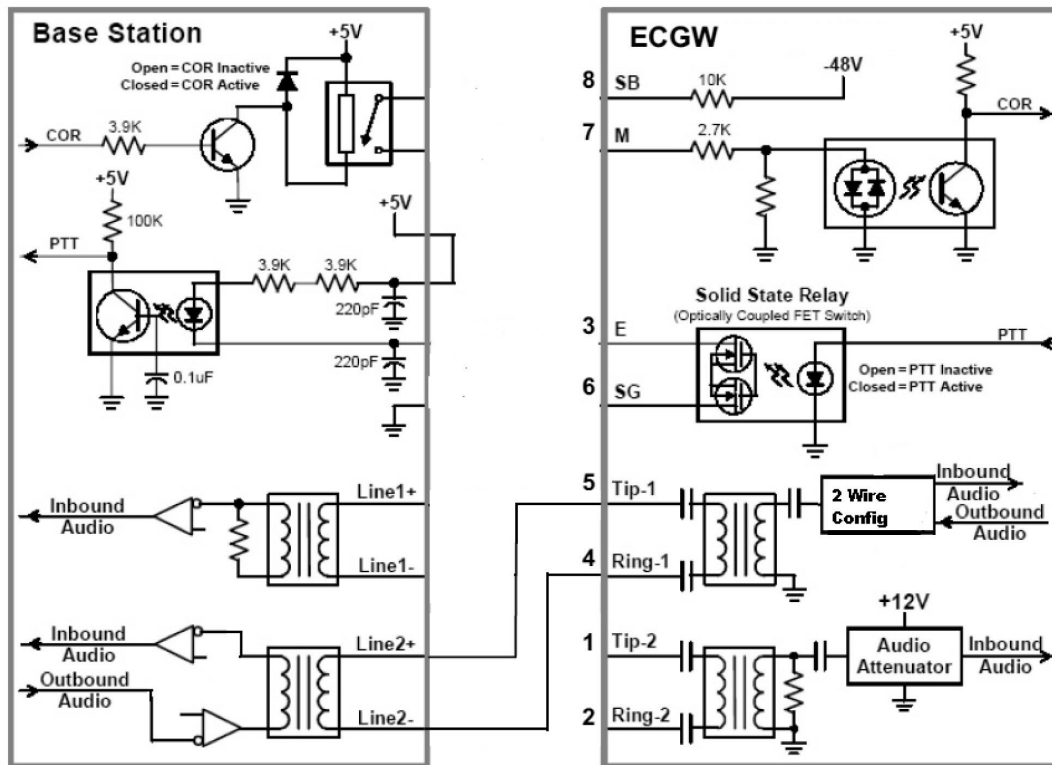 Base Station
+5V
Open = COR Inactive
Closed = COR Active
COR
3.9K
+5V
100K
PTT
+5V
3.9K
3.9K
220pF
220pF
0.1uF
Inbound
Audio
Line1+
Line1-
Inbound
Audio
Outbound
Audio
Line2+
Line2-
ECGW
+5V
8 SB
10K
-48V
COR
7 M
2.7K
Solid State Relay
(Optically Coupled FET Switch)
3 E
PTT
Open = PTT Inactive
Closed = PTT Active
6 SG
5 Tip-1
2 Wire
Config
Inbound
Audio
Outbound
Audio
4 Ring-1
+12V
1 Tip-2
Audio
Attenuator
Inbound
Audio
2 Ring-2